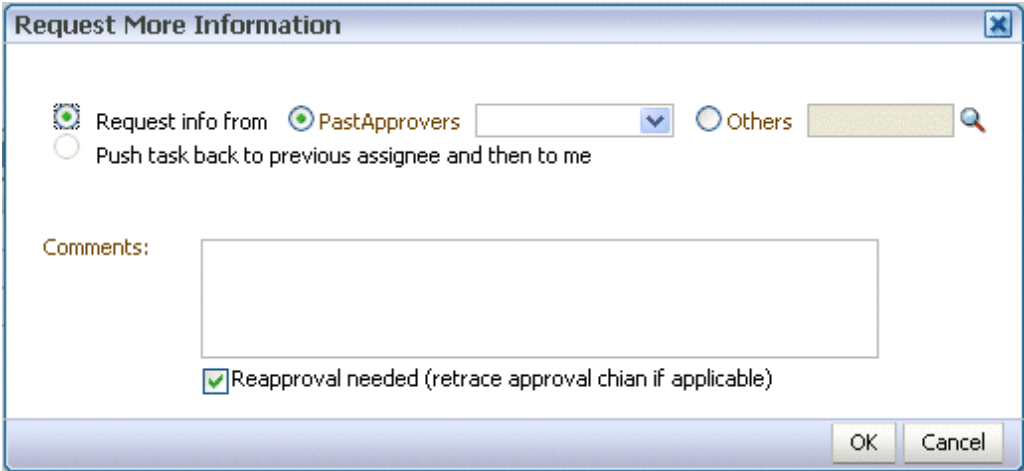 Request More Information
Request info from PastApprovers Others
Push task back to previous assignee and then to me
Comments:
Reapproval needed (retrace approval chian if applicable)
OK Cancel